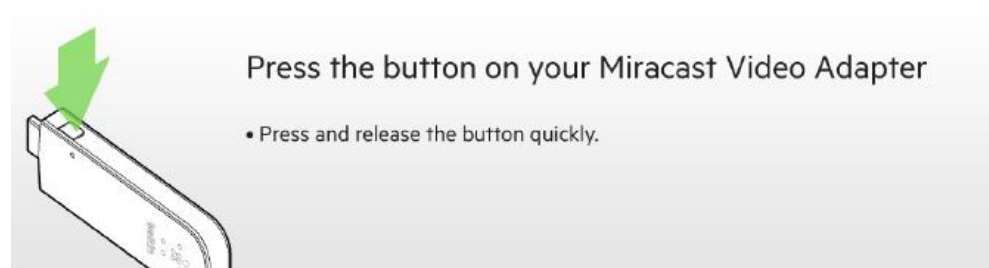 Press the button on your Miracast Video Adapter
• Press and release the button quickly.